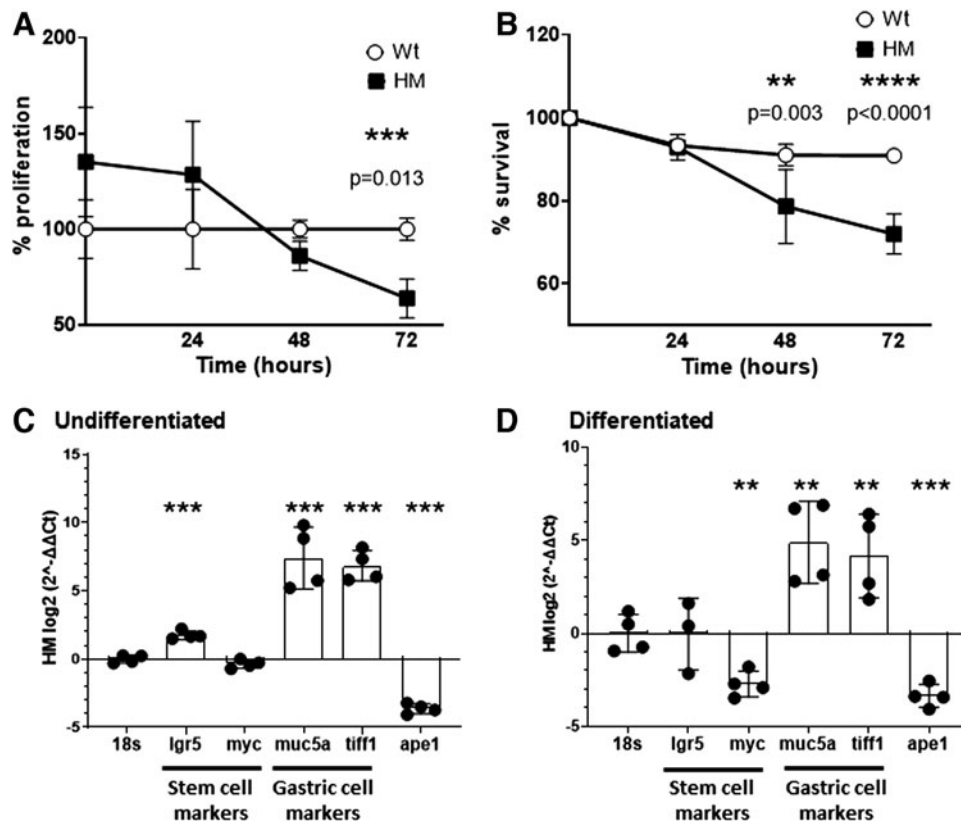 A
200
Wt
HM
***
p=0.013
150
100
50
% proliferation
24 48 72
Time (hours)
B
120
Wt
HM
** ****
p=0.003 p<0.0001
100
80
60
% survival
24 48 72
Time (hours)
C Undifferentiated
15
10
5
0
-5
HM log2 (2^-ΔΔCt)
*** *** *** ***
18s lgr5 myc muc5a tiff1 ape1
Stem cell Gastric cell
markers markers
D Differentiated
10
5
0
-5
HM log2 (2^-ΔΔCt)
** ** ** ***
18s lgr5 myc muc5a tiff1 ape1
Stem cell Gastric cell
markers markers